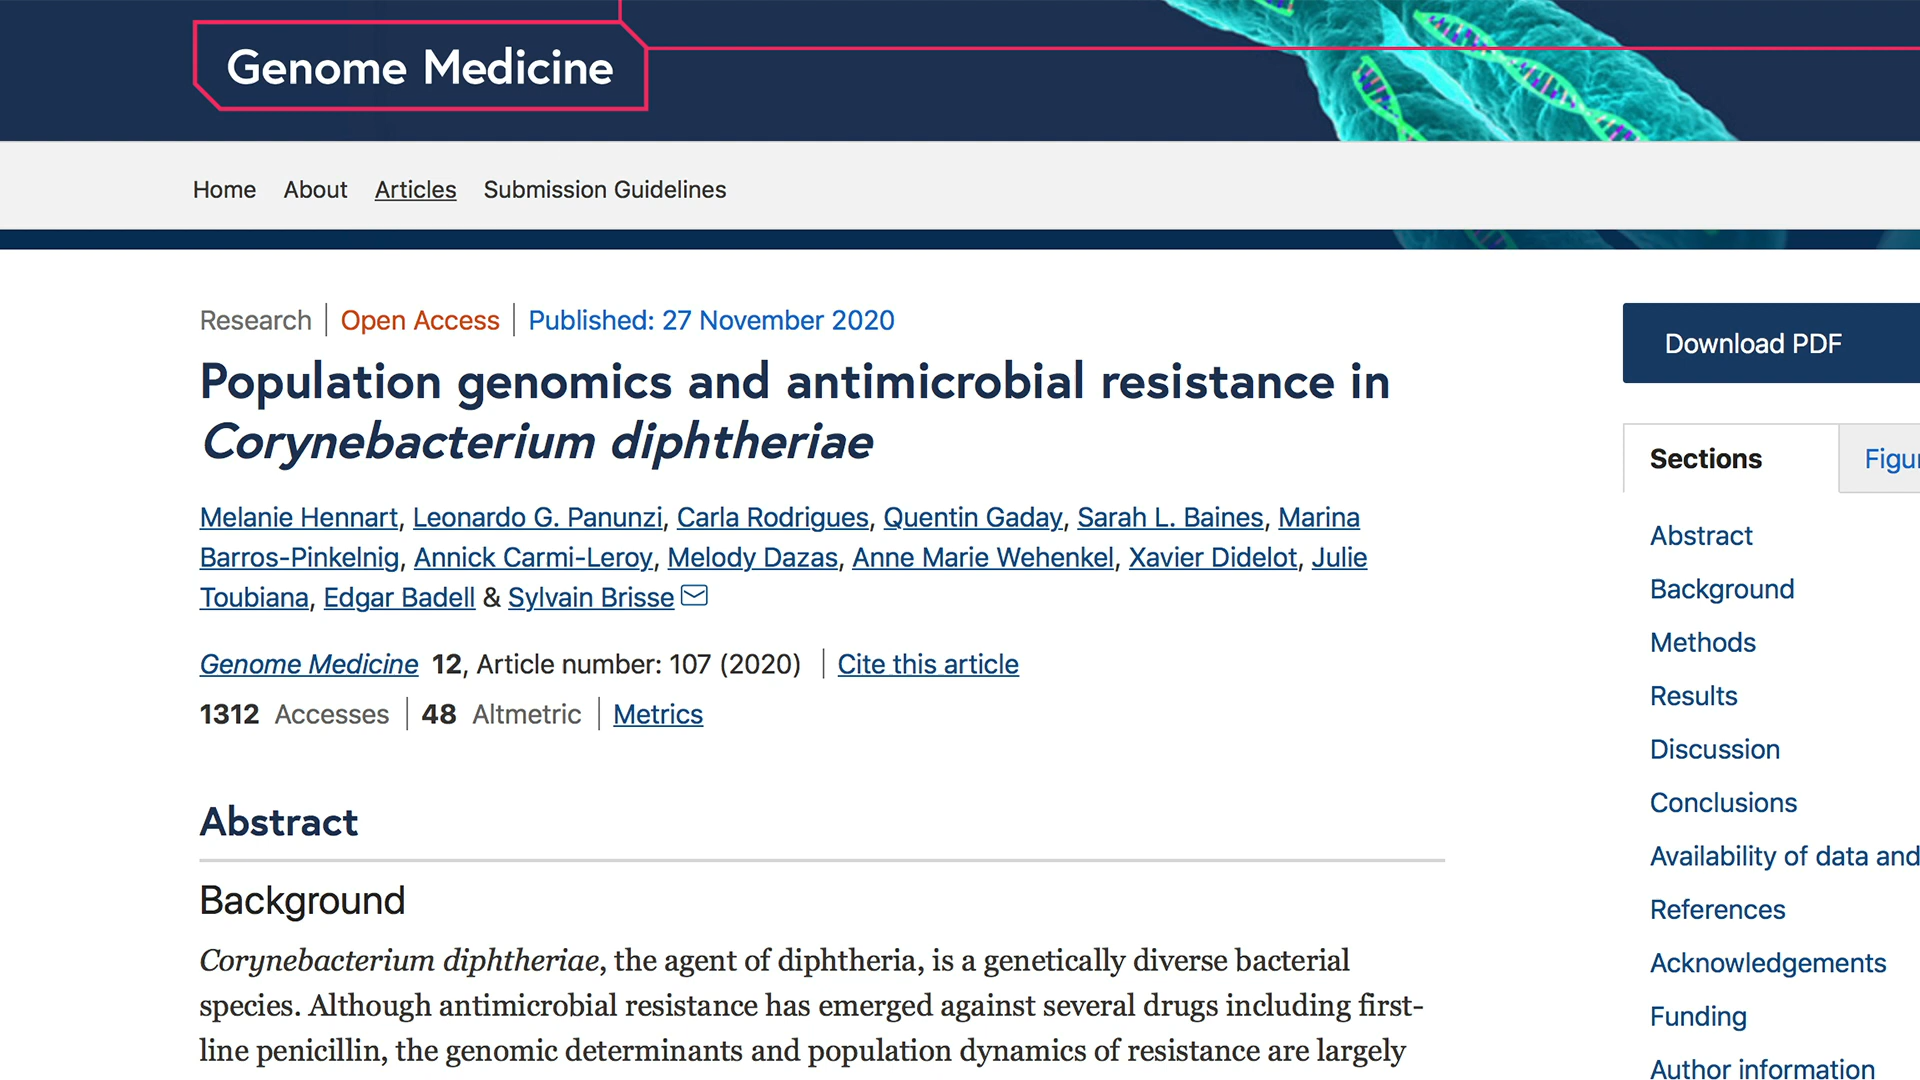 Genome Medicine
Home About Articles Submission Guidelines
Research Open Access Published: 27 November 2020
Download PDF
Population genomics and antimicrobial resistance in
Corynebacterium diphtheriae
Melanie Hennart, Leonardo G. Panunzi, Carla Rodrigues, Quentin Gaday, Sarah L. Baines, Marina
Barros-Pinkelnig, Annick Carmi-Leroy, Melody Dazas, Anne Marie Wehenkel, Xavier Didelot, Julie
Toubiana, Edgar Badell & Sylvain Brisse
Genome Medicine 12, Article number: 107 (2020) Cite this article
1312 Accesses 48 Altmetric Metrics
Abstract
Background
Corynebacterium diphtheriae, the agent of diphtheria, is a genetically diverse bacterial
species. Although antimicrobial resistance has emerged against several drugs including first-
line penicillin, the genomic determinants and population dynamics of resistance are largely
Sections
Abstract
Background
Methods
Results
Discussion
Conclusions
Availability of data and
References
Acknowledgements
Funding
Author information